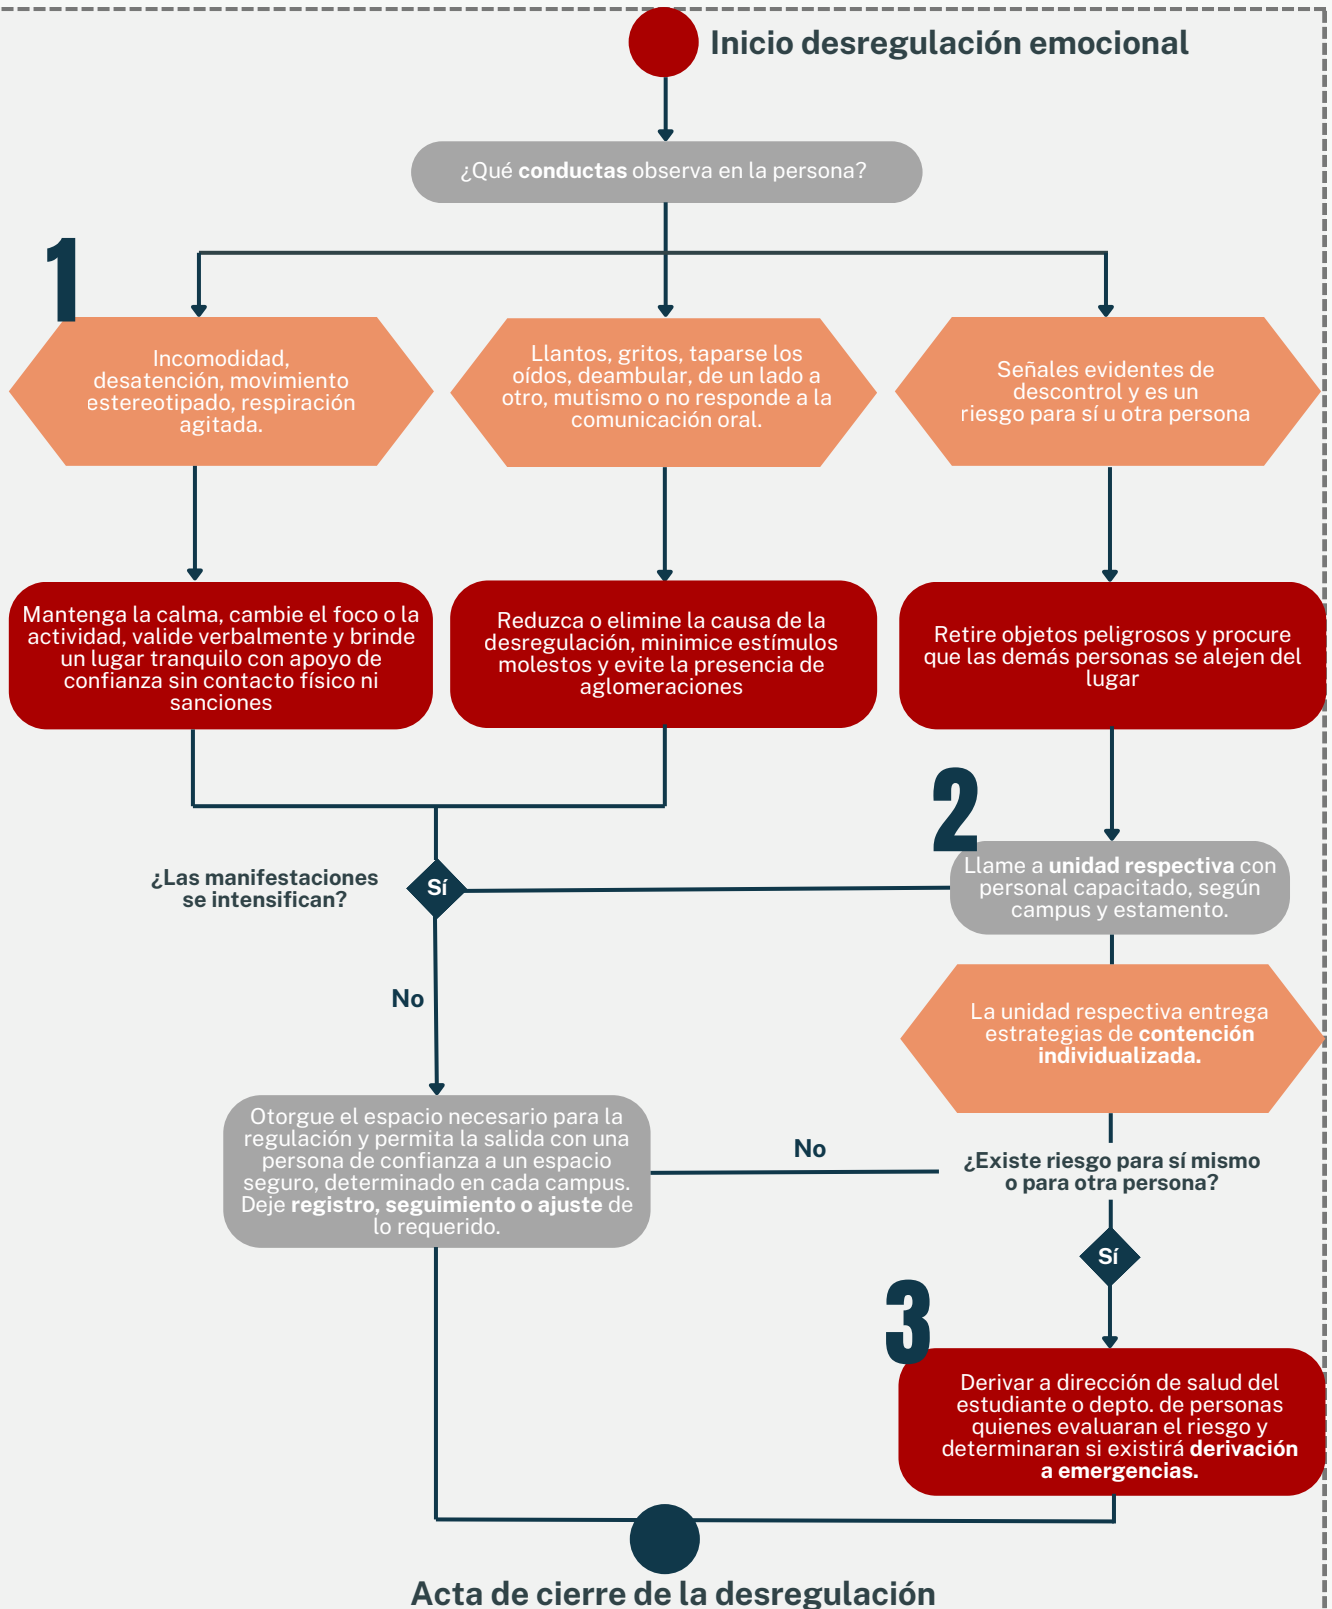 Inicio desregulación emocional
¿Qué conductas observa en la persona?
1
Incomodidad,
desatención, movimiento
estereotipado, respiración
agitada.
Llantos, gritos, taparse los
oídos, deambular, de un lado a
otro, mutismo o no responde a la
comunicación oral.
Señales evidentes de
descontrol y es un
riesgo para sí u otra persona
Mantenga la calma, cambie el foco o la
actividad, valide verbalmente y brinde
un lugar tranquilo con apoyo de
confianza sin contacto físico ni
sanciones
Reduzca o elimine la causa de la
desregulación, minimice estímulos
molestos y evite la presencia de
aglomeraciones
Retire objetos peligrosos y procure
que las demás personas se alejen del
lugar
2
Llame a unidad respectiva con
personal capacitado, según
campus y estamento.
¿Las manifestaciones
se intensifican?
Sí
No
La unidad respectiva entrega
estrategias de contención
individualizada.
Otorgue el espacio necesario para la
regulación y permita la salida con una
persona de confianza a un espacio
seguro, determinado en cada campus.
Deje registro, seguimiento o ajuste de
lo requerido.
No
¿Existe riesgo para sí mismo
o para otra persona?
Sí
3
Derivar a dirección de salud del
estudiante o depto. de personas
quienes evaluaran el riesgo y
determinaran si existirá derivación
a emergencias.
Acta de cierre de la desregulación